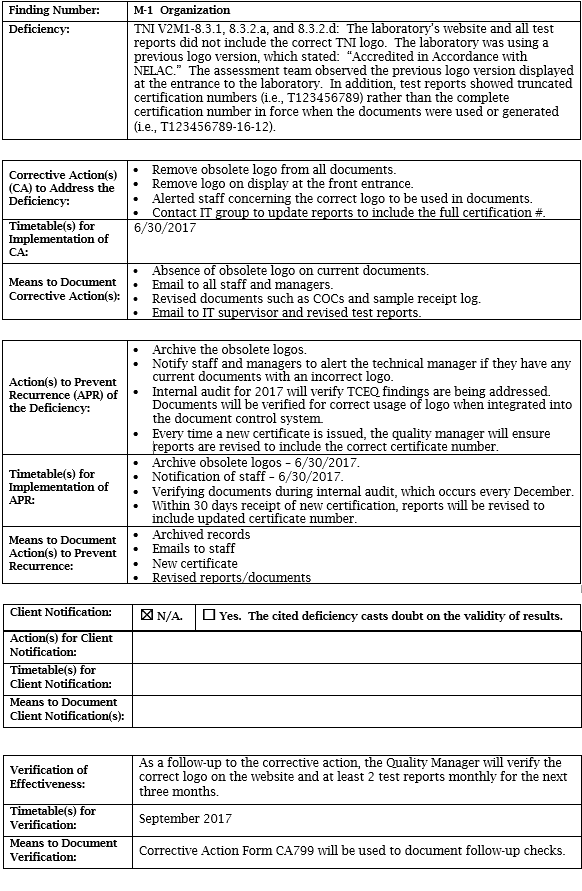 Finding Number:
M-1  Organization
Deficiency:
TNI V2M1-8.3.1, 8.3.2.a, and 8.3.2.d:  The laboratory's website and all test
reports did not include the correct TNI logo.  The laboratory was using a
previous logo version, which stated:  "Accredited in Accordance with
NELAC."  The assessment team observed the previous logo version displayed
at the entrance to the laboratory.  In addition, test reports showed truncated
certification numbers (i.e., T123456789) rather than the complete
certification number in force when the documents were used or generated
(i.e., T123456789-16-12).
Corrective Action(s)
(CA) to Address the
Deficiency:
• Remove obsolete logo from all documents.
• Remove logo on display at the front entrance.
• Alerted staff concerning the correct logo to be used in documents.
• Contact IT group to update reports to include the full certification #.
Timetable(s) for
Implementation of
CA:
6/30/2017
Means to Document
Corrective Action(s):
• Absence of obsolete logo on current documents.
• Email to all staff and managers.
• Revised documents such as COCs and sample receipt log.
• Email to IT supervisor and revised test reports.
Action(s) to Prevent
Recurrence (APR) of
the Deficiency:
• Archive the obsolete logos.
• Notify staff and managers to alert the technical manager if they have any
current documents with an incorrect logo.
• Internal audit for 2017 will verify TCEQ findings are being addressed.
Documents will be verified for correct usage of logo when integrated into
the document control system.
• Every time a new certificate is issued, the quality manager will ensure
reports are revised to include the correct certificate number.
Timetable(s) for
Implementation of
APR:
• Archive obsolete logos – 6/30/2017.
• Notification of staff – 6/30/2017.
• Verifying documents during internal audit, which occurs every December.
• Within 30 days receipt of new certification, reports will be revised to
include updated certificate number.
Means to Document
Action(s) to Prevent
Recurrence:
• Archived records
• Emails to staff
• New certificate
• Revised reports/documents
Client Notification:
☒ N/A.
☐ Yes.  The cited deficiency casts doubt on the validity of results.
Action(s) for Client
Notification:
Timetable(s) for
Client Notification:
Means to Document
Client Notification(s):
Verification of
Effectiveness:
As a follow-up to the corrective action, the Quality Manager will verify the
correct logo on the website and at least 2 test reports monthly for the next
three months.
Timetable(s) for
Verification:
September 2017
Means to Document
Verification:
Corrective Action Form CA799 will be used to document follow-up checks.